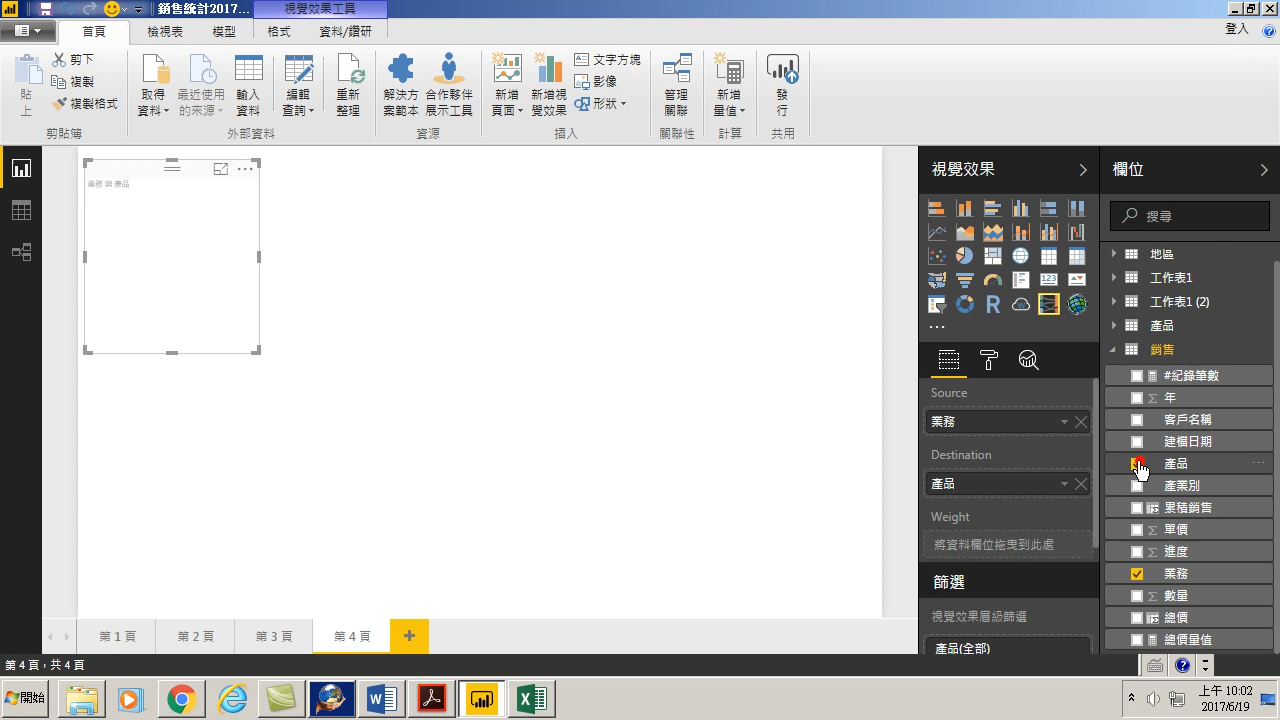 銷售統計2017...
視覺效果工具
首頁
檢視表
模型
格式
資料/鑽研
登入
貼上
剪下
複製
複製格式
剪貼簿
取得資料
最近使用的來源
輸入資料
編輯查詢
外部資料
重新整理
解決方案範本
合作夥伴展示工具
資源
新增頁面
新增視覺效果
文字方塊
影像
形狀
插入
管理關聯
關聯性
新增量值
計算
發行
共用
業務 與 產品
視覺效果
R
123
Source
業務
Destination
產品
Weight
將資料欄位拖曳到此處
篩選
視覺效果層級篩選
產品(全部)
欄位
搜尋
地區
工作表1
工作表1 (2)
產品
銷售
#紀錄筆數
年
客戶名稱
建檔日期
產品
產業別
累積銷售
單價
進度
業務
數量
總價
總價量值
第 1 頁
第 2 頁
第 3 頁
第 4 頁
第 4 頁，共 4 頁
開始
上午 10:02
2017/6/19